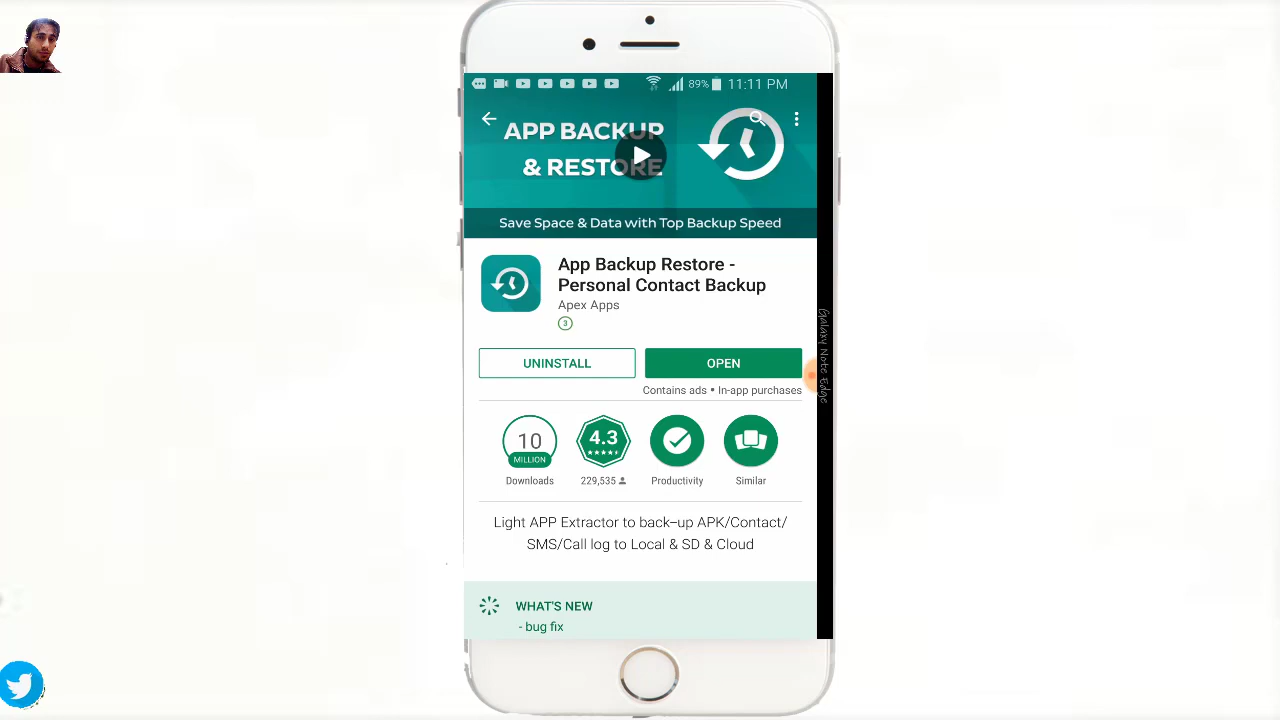 89% 11:11 PM
APP BACKUP
& RESTORE
Save Space & Data with Top Backup Speed
App Backup Restore -
Personal Contact Backup
Apex Apps
3
UNINSTALL
OPEN
Contains ads • In-app purchases
10
MILLION
4.3
Downloads
229,535
Productivity
Similar
Light APP Extractor to back–up APK/Contact/
SMS/Call log to Local & SD & Cloud
WHAT'S NEW
- bug fix
Galaxy Note Edge